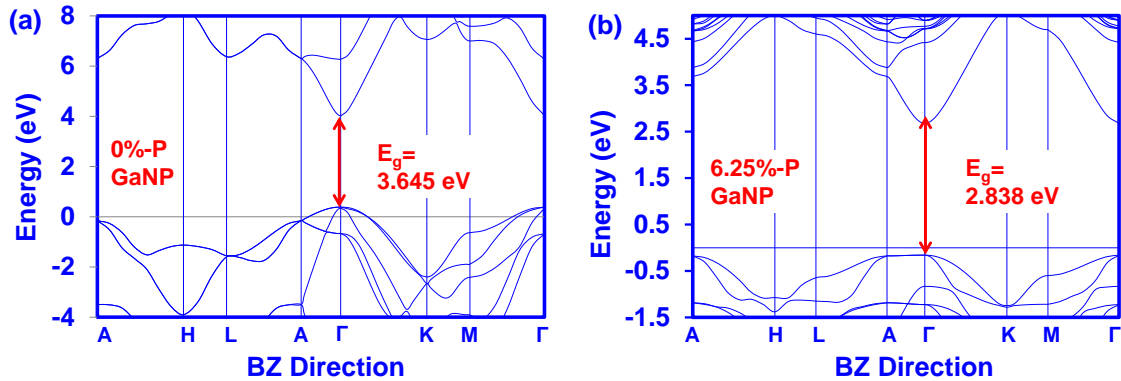 (a)
8
6
4
2
0
-2
-4
Energy (eV)
0%-P
GaNP
E_g=
3.645 eV
A H L A Γ K M Γ
BZ Direction
(b)
4.5
3.5
2.5
1.5
0.5
-0.5
-1.5
Energy (eV)
6.25%-P
GaNP
E_g=
2.838 eV
A H L A Γ K M Γ
BZ Direction